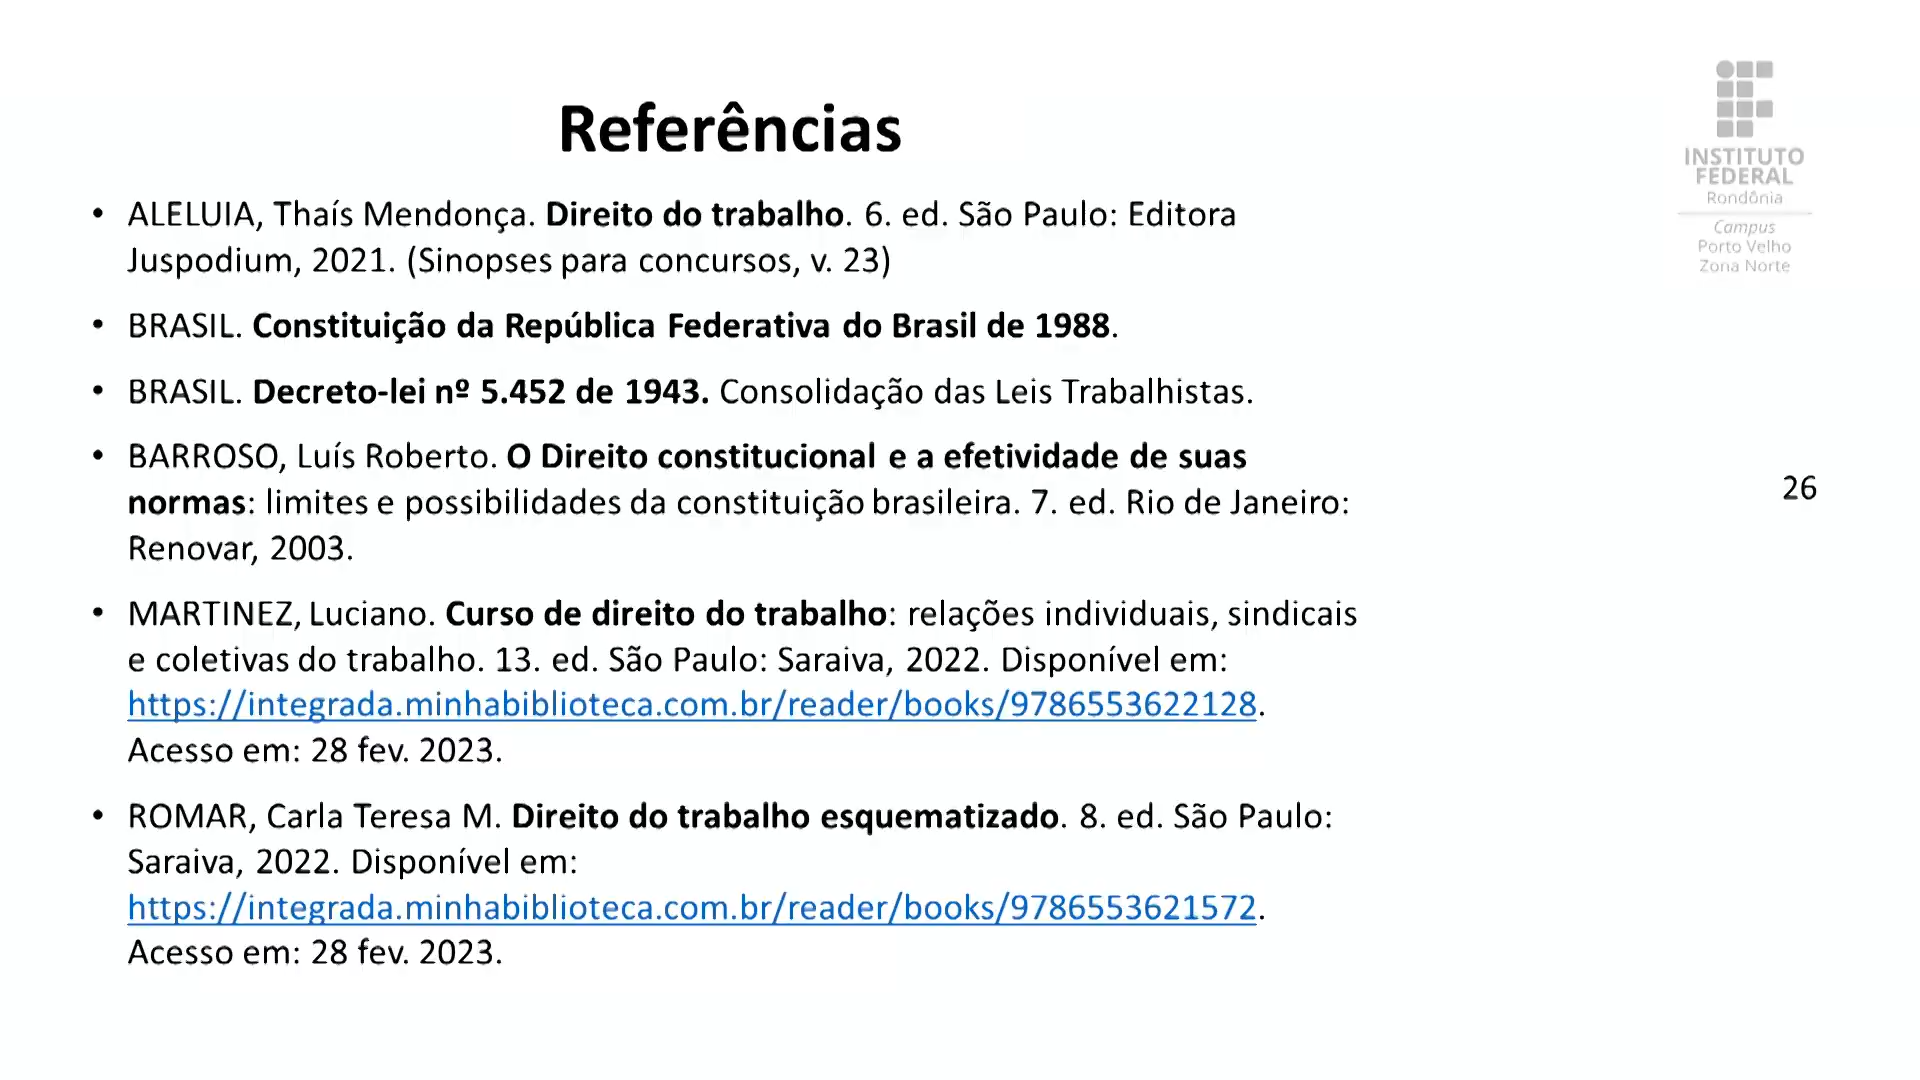 Referências
INSTITUTO
FEDERAL
Rondônia
Campus
Porto Velho
Zona Norte
• ALELUIA, Thaís Mendonça. Direito do trabalho. 6. ed. São Paulo: Editora
Juspodium, 2021. (Sinopses para concursos, v. 23)
• BRASIL. Constituição da República Federativa do Brasil de 1988.
• BRASIL. Decreto-lei nº 5.452 de 1943. Consolidação das Leis Trabalhistas.
• BARROSO, Luís Roberto. O Direito constitucional e a efetividade de suas
normas: limites e possibilidades da constituição brasileira. 7. ed. Rio de Janeiro:
Renovar, 2003.
26
• MARTINEZ, Luciano. Curso de direito do trabalho: relações individuais, sindicais
e coletivas do trabalho. 13. ed. São Paulo: Saraiva, 2022. Disponível em:
https://integrada.minhabiblioteca.com.br/reader/books/9786553622128.
Acesso em: 28 fev. 2023.
• ROMAR, Carla Teresa M. Direito do trabalho esquematizado. 8. ed. São Paulo:
Saraiva, 2022. Disponível em:
https://integrada.minhabiblioteca.com.br/reader/books/9786553621572.
Acesso em: 28 fev. 2023.